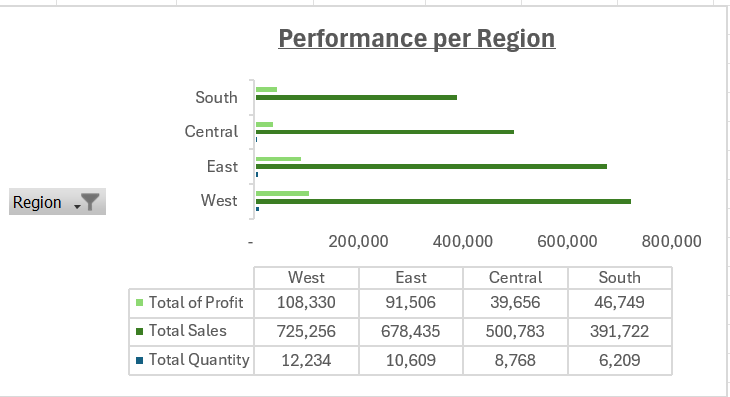 Performance per Region
South
Central
East
West
Region
- 200,000 400,000 600,000 800,000
West East Central South
Total of Profit 108,330 91,506 39,656 46,749
Total Sales 725,256 678,435 500,783 391,722
Total Quantity 12,234 10,609 8,768 6,209